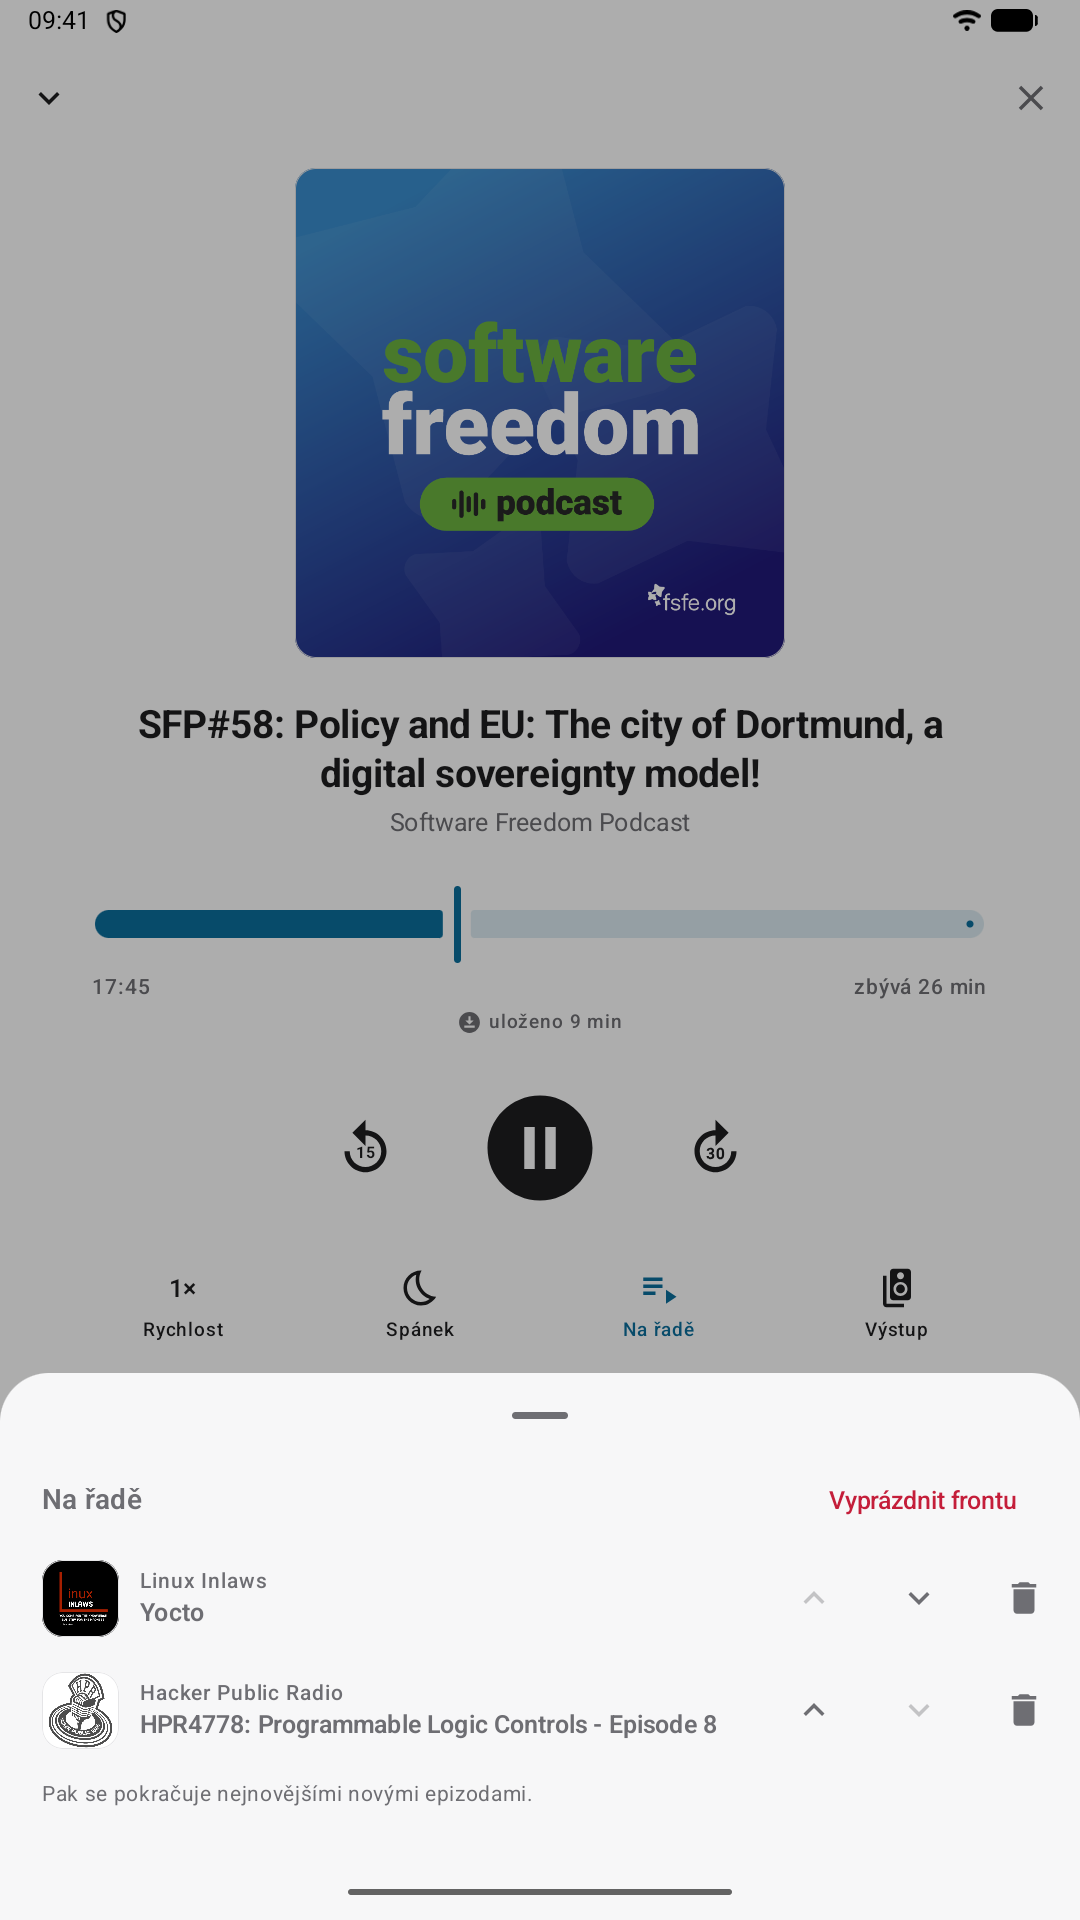 09:41
software
freedom
podcast
fsfe.org
SFP#58: Policy and EU: The city of Dortmund, a
digital sovereignty model!
Software Freedom Podcast
17:45
zbývá 26 min
uloženo 9 min
15
30
1×
Rychlost
Spánek
Na řadě
Výstup
Na řadě
Vyprázdnit frontu
Linux Inlaws
Yocto
Linux
INLAWS
Hacker Public Radio
HPR4778: Programmable Logic Controls - Episode 8
HPR
Pak se pokračuje nejnovějšími novými epizodami.